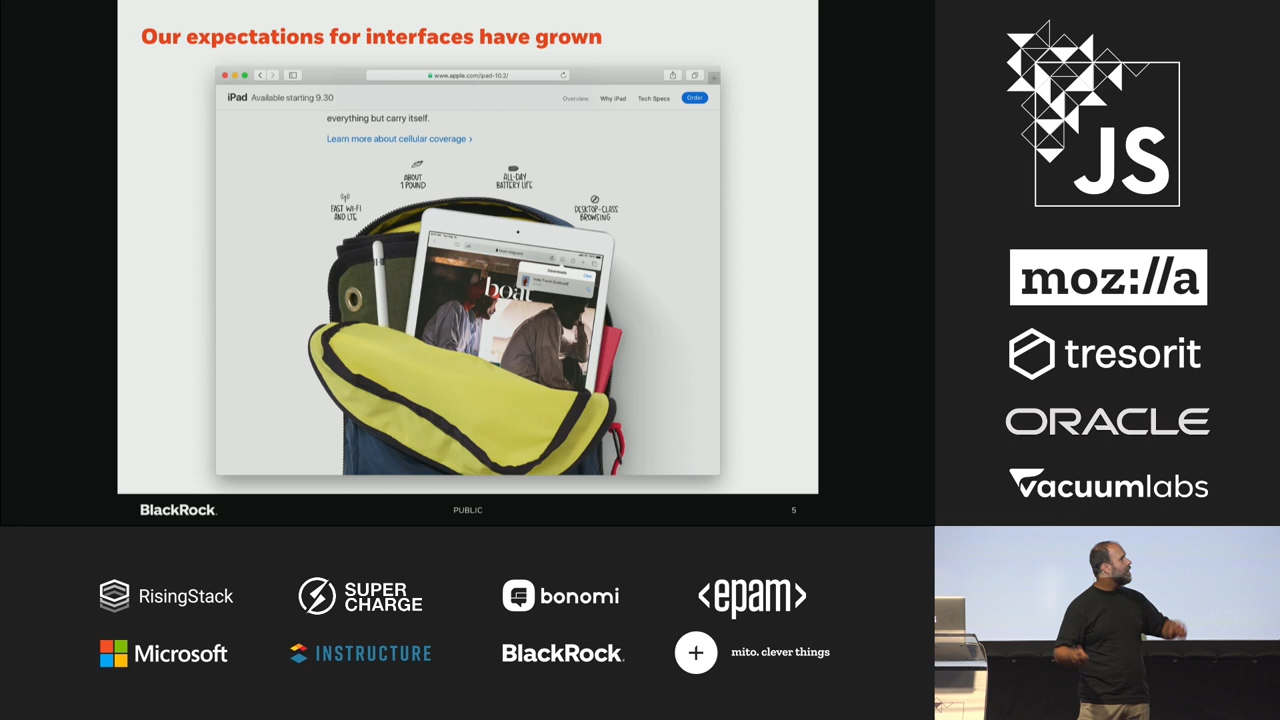 Our expectations for interfaces have grown
www.apple.com/ipad-10.2/
iPad Available starting 9.30
Overview Why iPad Tech Specs Order
everything but carry itself.
Learn more about cellular coverage >
ABOUT
1 POUND
ALL-DAY
BATTERY LIFE
FAST WI-FI
AND LTE
DESKTOP-CLASS
BROWSING
Downloads
boat
BlackRock.
PUBLIC
5
JS
moz://a
tresorit
ORACLE
vacuumlabs
RisingStack
SUPER
CHARGE
bonomi
<epam>
Microsoft
INSTRUCTURE
BlackRock.
+
mito. clever things